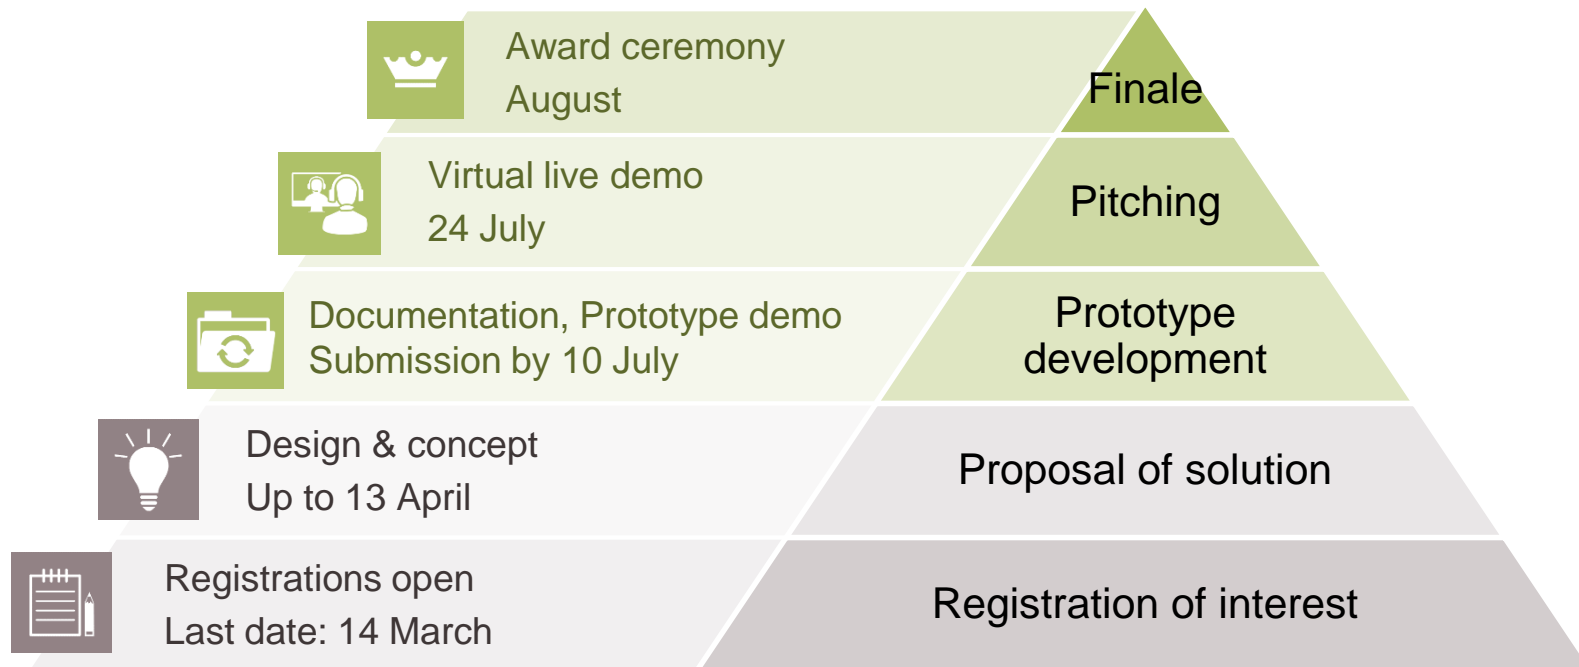 Award ceremony
August
Finale
Virtual live demo
24 July
Pitching
Documentation, Prototype demo
Submission by 10 July
Prototype
development
Design & concept
Up to 13 April
Proposal of solution
Registrations open
Last date: 14 March
Registration of interest